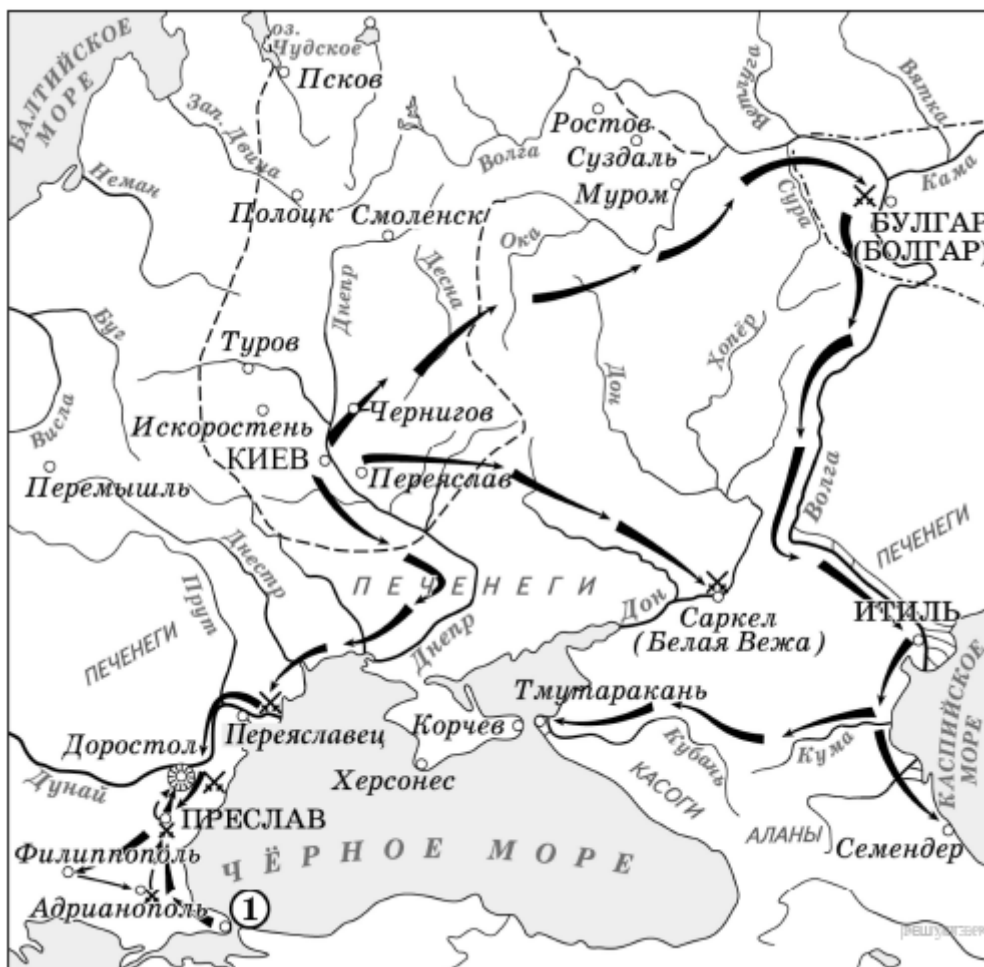 БАЛТИЙСКОЕ
МОРЕ
оз.
Чудское
Псков
Зап. Двина
Неман
Полоцк
Смоленск
Волга
Ростов
Суздаль
Муром
Ветлуга
Вятка
Кама
Сура
БУЛГАР
(БОЛГАР)
Ока
Десна
Днепр
Буг
Туров
Висла
Искоростень
Чернигов
КИЕВ
Переяслав
Перемышль
Дон
Хопёр
Волга
ПЕЧЕНЕГИ
Днестр
Прут
ПЕЧЕНЕГИ
ПЕЧЕНЕГИ
Днепр
Дон
Саркел
(Белая Вежа)
ИТИЛЬ
Тмутаракань
Корчев
Переяславец
Доростол
Дунай
Херсонес
Кубань
Кума
КАСОГИ
АЛАНЫ
КАСПИЙСКОЕ
МОРЕ
Семендер
ПРЕСЛАВ
Филиппополь
Адрианополь
ЧЁРНОЕ МОРЕ
1